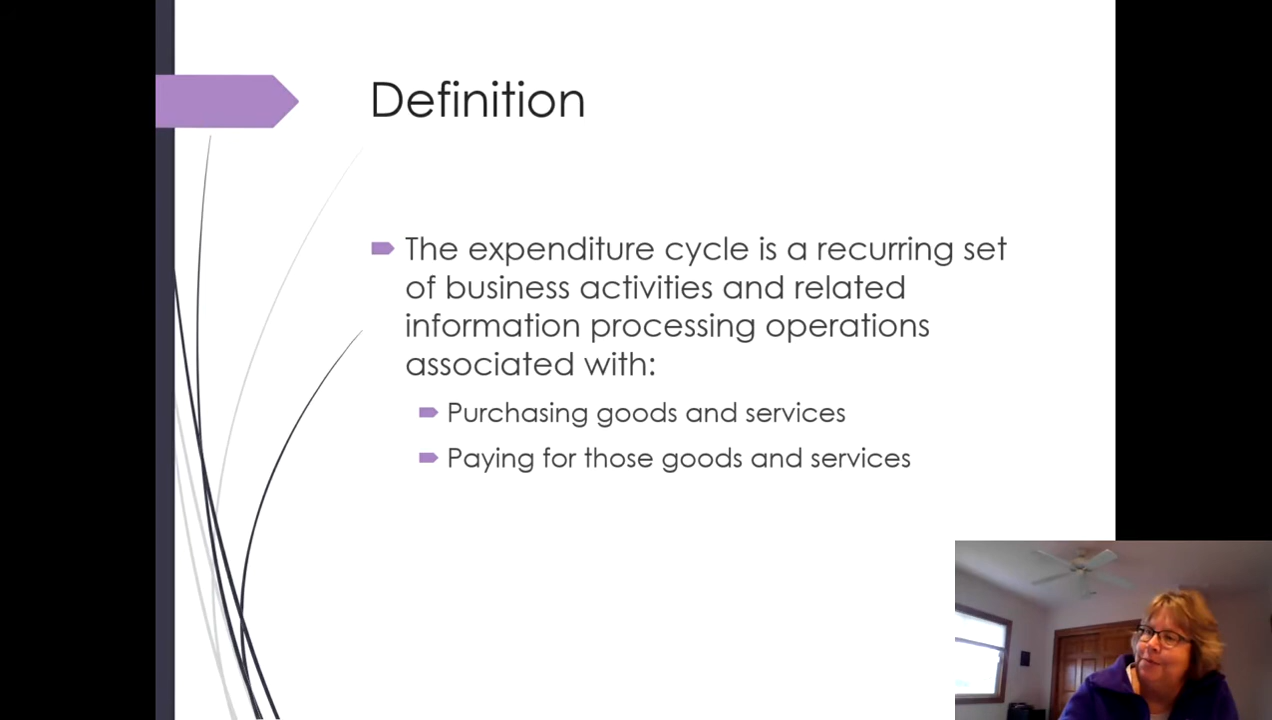 Definition
The expenditure cycle is a recurring set
of business activities and related
information processing operations
associated with:
Purchasing goods and services
Paying for those goods and services